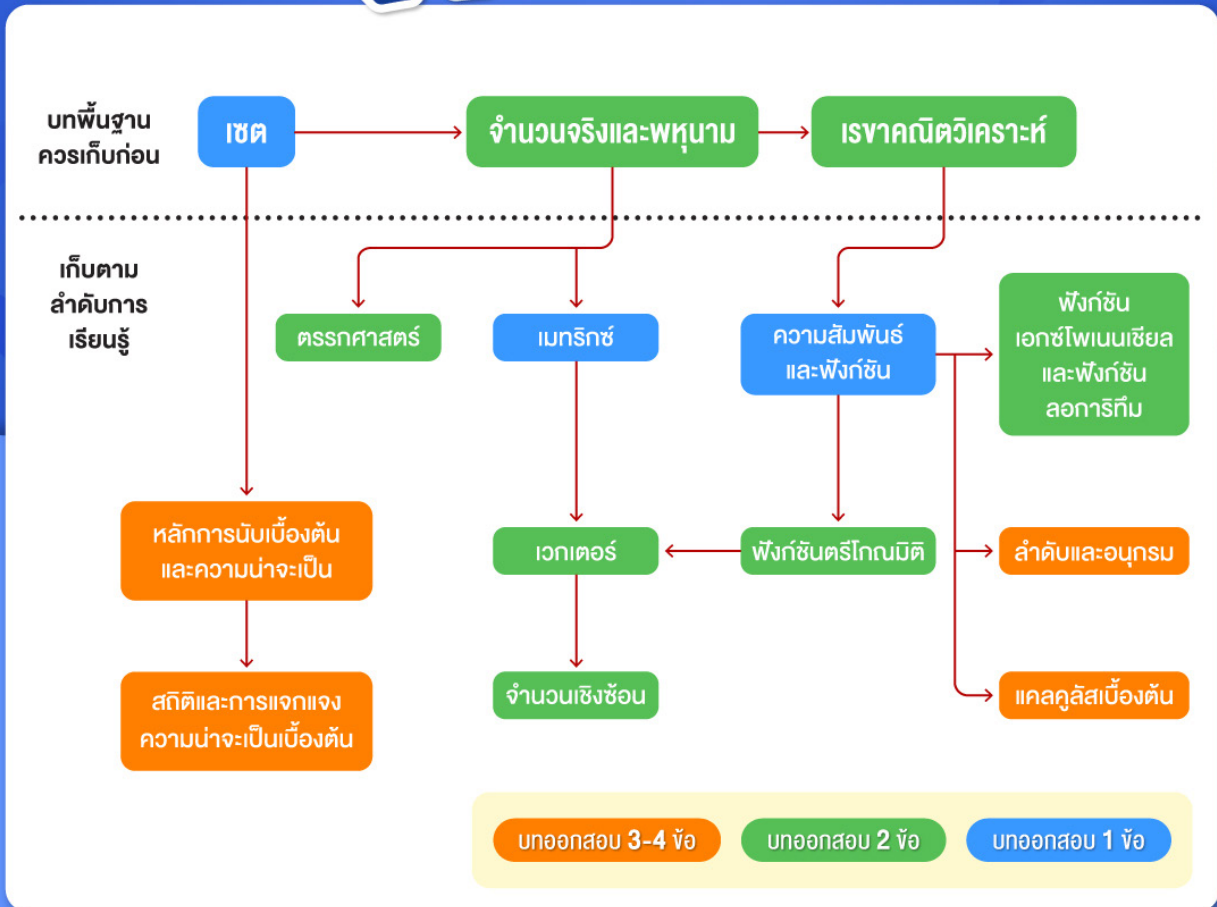 บทพื้นฐาน
ควรเก็บก่อน
เซต
จำนวนจริงและพหุนาม
เรขาคณิตวิเคราะห์
เก็บตาม
ลำดับการ
เรียนรู้
ตรรกศาสตร์
เมทริกซ์
ความสัมพันธ์
และฟังก์ชัน
ฟังก์ชัน
เอกซ์โพเนนเชียล
และฟังก์ชัน
ลอการิทึม
หลักการนับเบื้องต้น
และความน่าจะเป็น
เวกเตอร์
ฟังก์ชันตรีโกณมิติ
ลำดับและอนุกรม
สถิติและการแจกแจง
ความน่าจะเป็นเบื้องต้น
จำนวนเชิงซ้อน
แคลคูลัสเบื้องต้น
บทออกสอบ 3-4 ข้อ
บทออกสอบ 2 ข้อ
บทออกสอบ 1 ข้อ